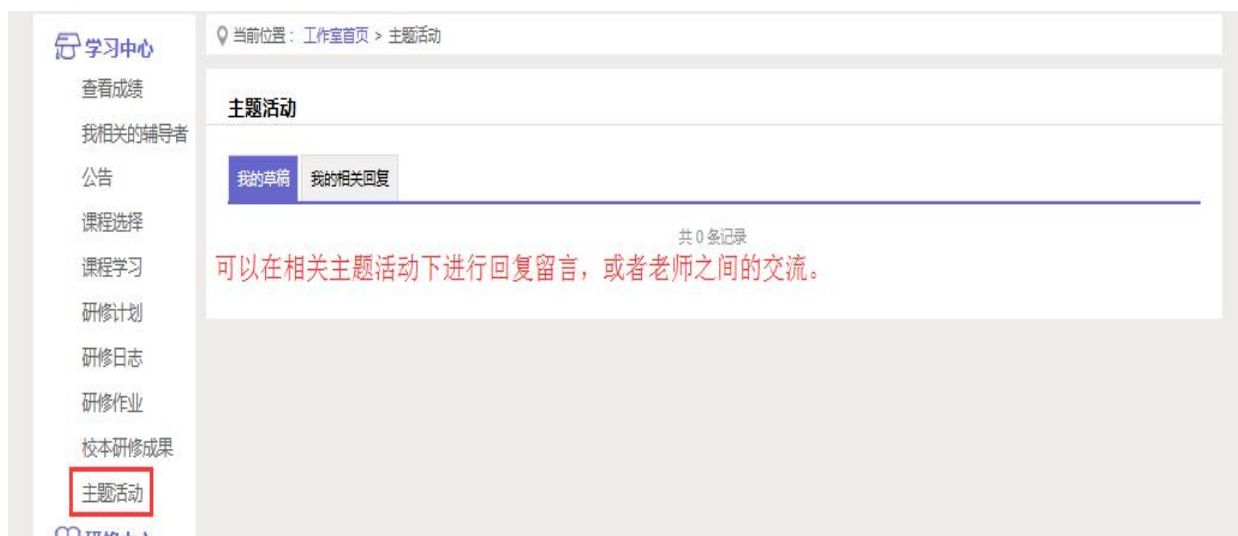 学习中心
查看成绩
我相关的辅导者
公告
课程选择
课程学习
研修计划
研修日志
研修作业
校本研修成果
主题活动
研修中心
当前位置： 工作室首页 > 主题活动
主题活动
我的草稿 我的相关回复
共 0 条记录
可以在相关主题活动下进行回复留言，或者老师之间的交流。